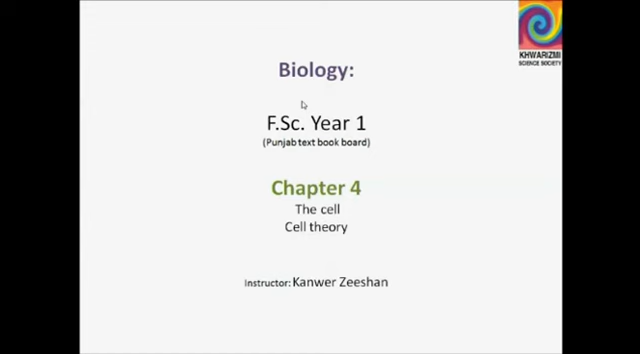 KHWARIZMI
SCIENCE SOCIETY
Biology:
F.Sc. Year 1
(Punjab text book board)
Chapter 4
The cell
Cell theory
Instructor: Kanwer Zeeshan